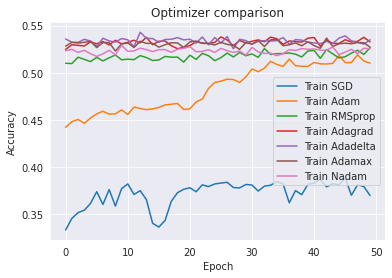 Optimizer comparison
0.55
0.50
0.45
0.40
0.35
Accuracy
Train SGD
Train Adam
Train RMSprop
Train Adagrad
Train Adadelta
Train Adamax
Train Nadam
0 10 20 30 40 50
Epoch